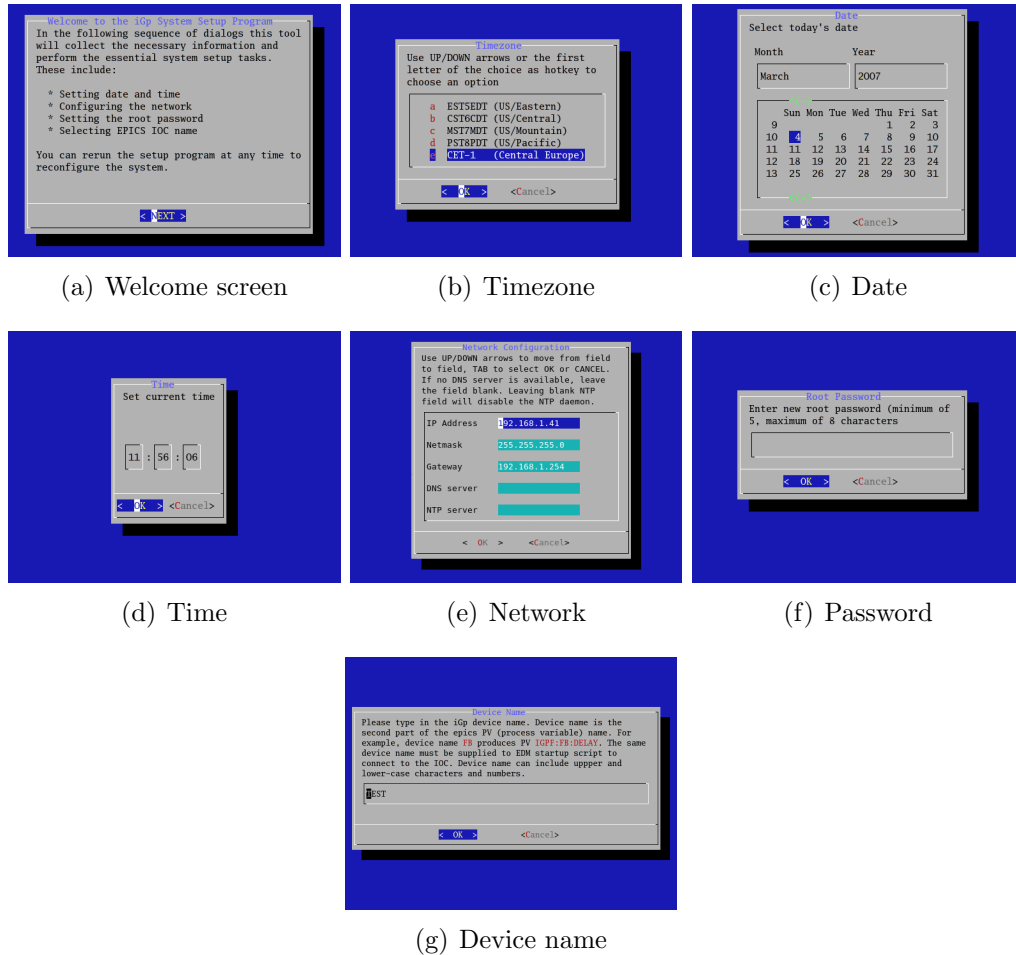 Welcome to the iGp System Setup Program
In the following sequence of dialogs this tool
will collect the necessary information and
perform the essential system setup tasks.
These include:
* Setting date and time
* Configuring the network
* Setting the root password
* Selecting EPICS IOC name
You can rerun the setup program at any time to
reconfigure the system.
< NEXT >
(a) Welcome screen
Timezone
Use UP/DOWN arrows or the first
letter of the choice as hotkey to
choose an option
a EST5EDT (US/Eastern)
b CST6CDT (US/Central)
c MST7MDT (US/Mountain)
d PST8PDT (US/Pacific)
e CET-1 (Central Europe)
< OK > <Cancel>
(b) Timezone
Date
Select today's date
Month Year
March 2007
Sun Mon Tue Wed Thu Fri Sat
9 1 2 3
10 4 5 6 7 8 9 10
11 11 12 13 14 15 16 17
12 18 19 20 21 22 23 24
13 25 26 27 28 29 30 31
< OK > <Cancel>
(c) Date
Time
Set current time
11 : 56 : 06
< OK > <Cancel>
(d) Time
Network Configuration
Use UP/DOWN arrows to move from field
to field, TAB to select OK or CANCEL.
If no DNS server is available, leave
the field blank. Leaving blank NTP
field will disable the NTP daemon.
IP Address 192.168.1.41
Netmask 255.255.255.0
Gateway 192.168.1.254
DNS server
NTP server
< OK > <Cancel>
(e) Network
Root Password
Enter new root password (minimum of
5, maximum of 8 characters
< OK > <Cancel>
(f) Password
Device Name
Please type in the iGp device name. Device name is the
second part of the epics PV (process variable) name. For
example, device name FB produces PV IGPF:FB:DELAY. The same
device name must be supplied to EDM startup script to
connect to the IOC. Device name can include uppper and
lower-case characters and numbers.
TEST
< OK > <Cancel>
(g) Device name